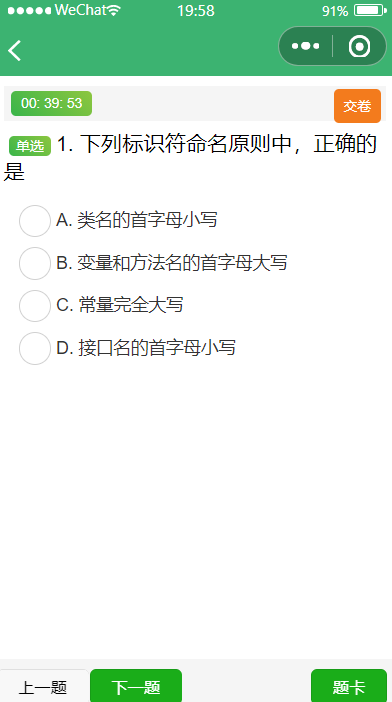 WeChat 19:58 91%
00: 39: 53 交卷
单选 1. 下列标识符命名原则中，正确的
是
A. 类名的首字母小写
B. 变量和方法名的首字母大写
C. 常量完全大写
D. 接口名的首字母小写
上一题 下一题 题卡